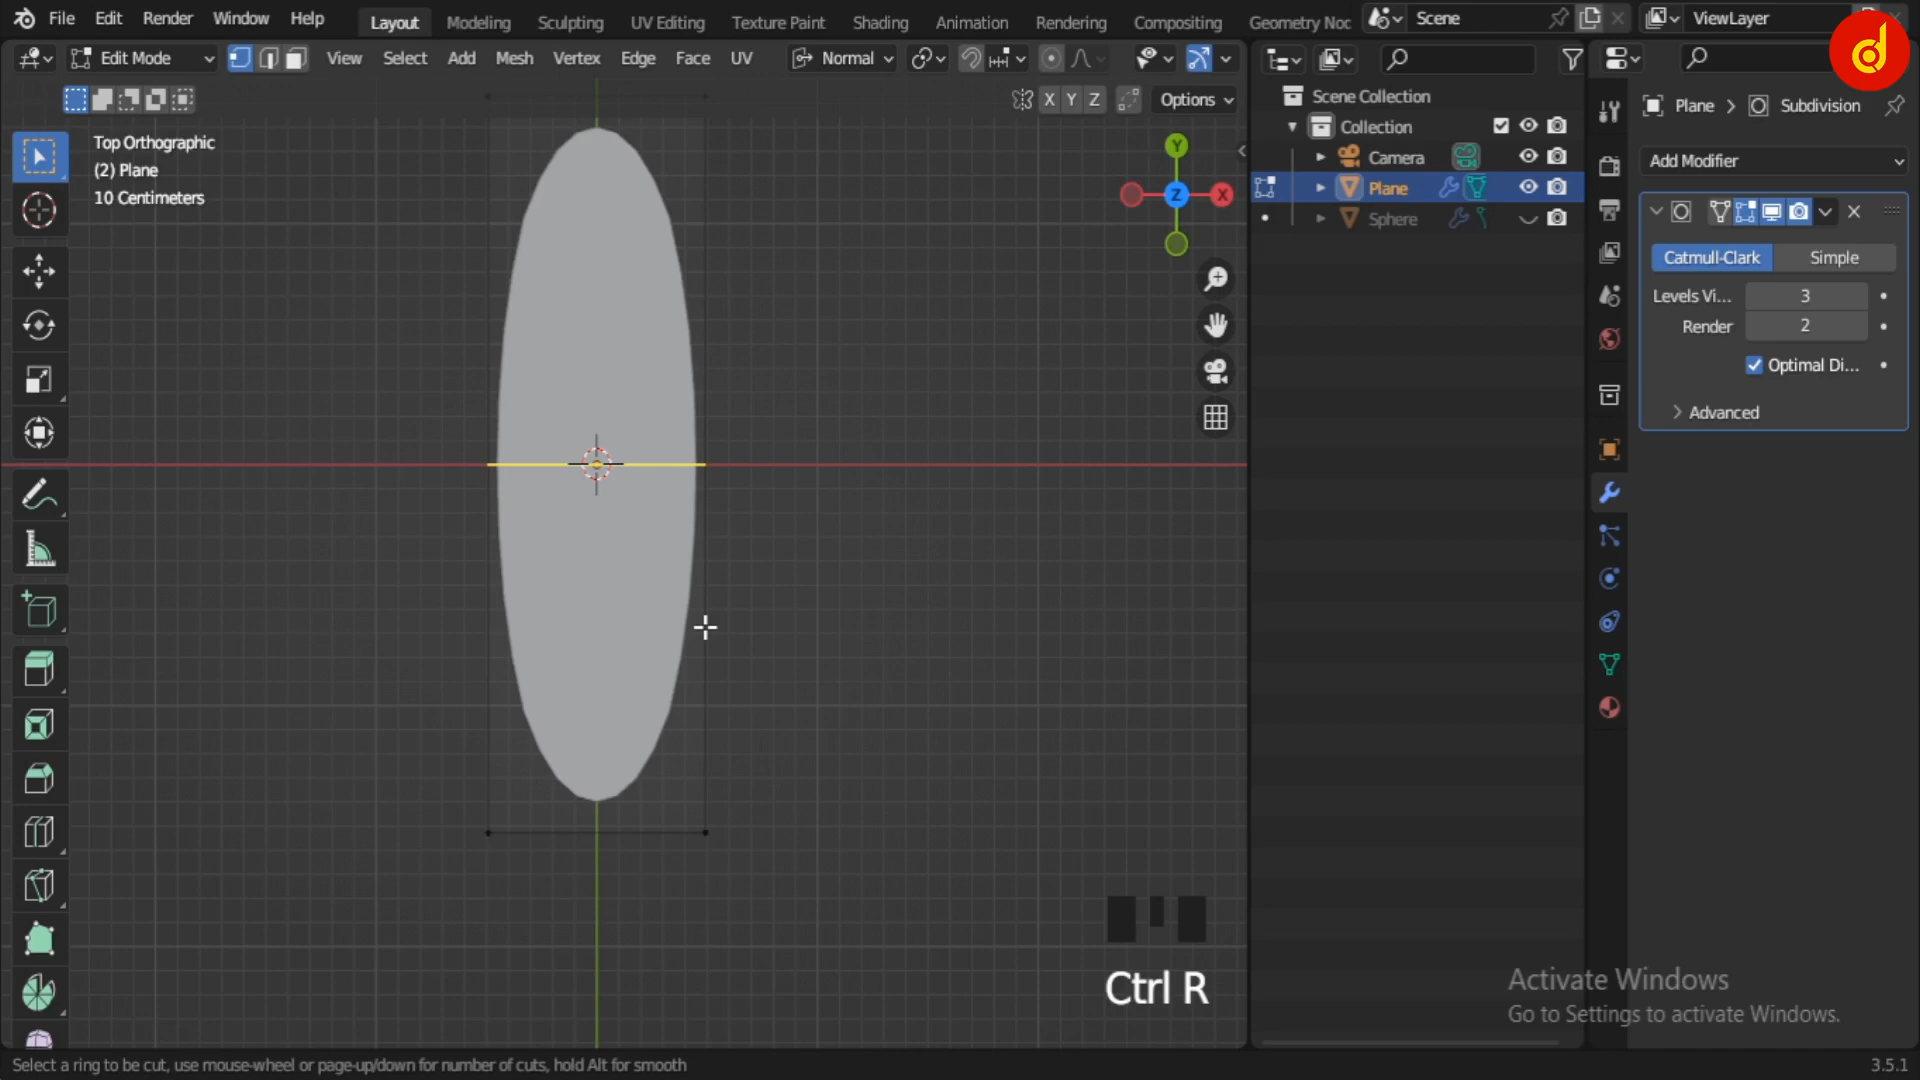 File Edit Render Window Help Layout Modeling Sculpting UV Editing Texture Paint Shading Animation Rendering Compositing Geometry Noc Scene ViewLayer
Edit Mode View Select Add Mesh Vertex Edge Face UV Normal
X Y Z Options
Top Orthographic
(2) Plane
10 Centimeters
Y
Z X
Scene Collection
Collection
Camera
Plane
Sphere
Plane > Subdivision
Add Modifier
Catmull-Clark Simple
Levels Vi... 3
Render 2
Optimal Di...
Advanced
Ctrl R
Activate Windows
Go to Settings to activate Windows.
Select a ring to be cut, use mouse-wheel or page-up/down for number of cuts, hold Alt for smooth
3.5.1